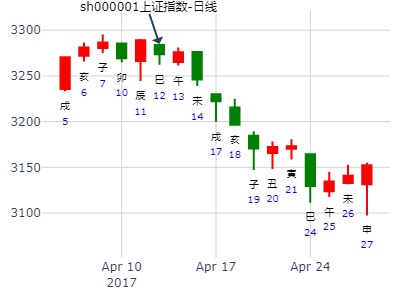 sh000001上证指数-日线
3300
3250
3200
3150
3100
戌
5
亥
6
子
7
卯
10
辰
11
巳
12
午
13
未
14
戌
17
亥
18
子
19
丑
20
寅
21
巳
24
午
25
未
26
申
27
Apr 10
2017
Apr 17
Apr 24